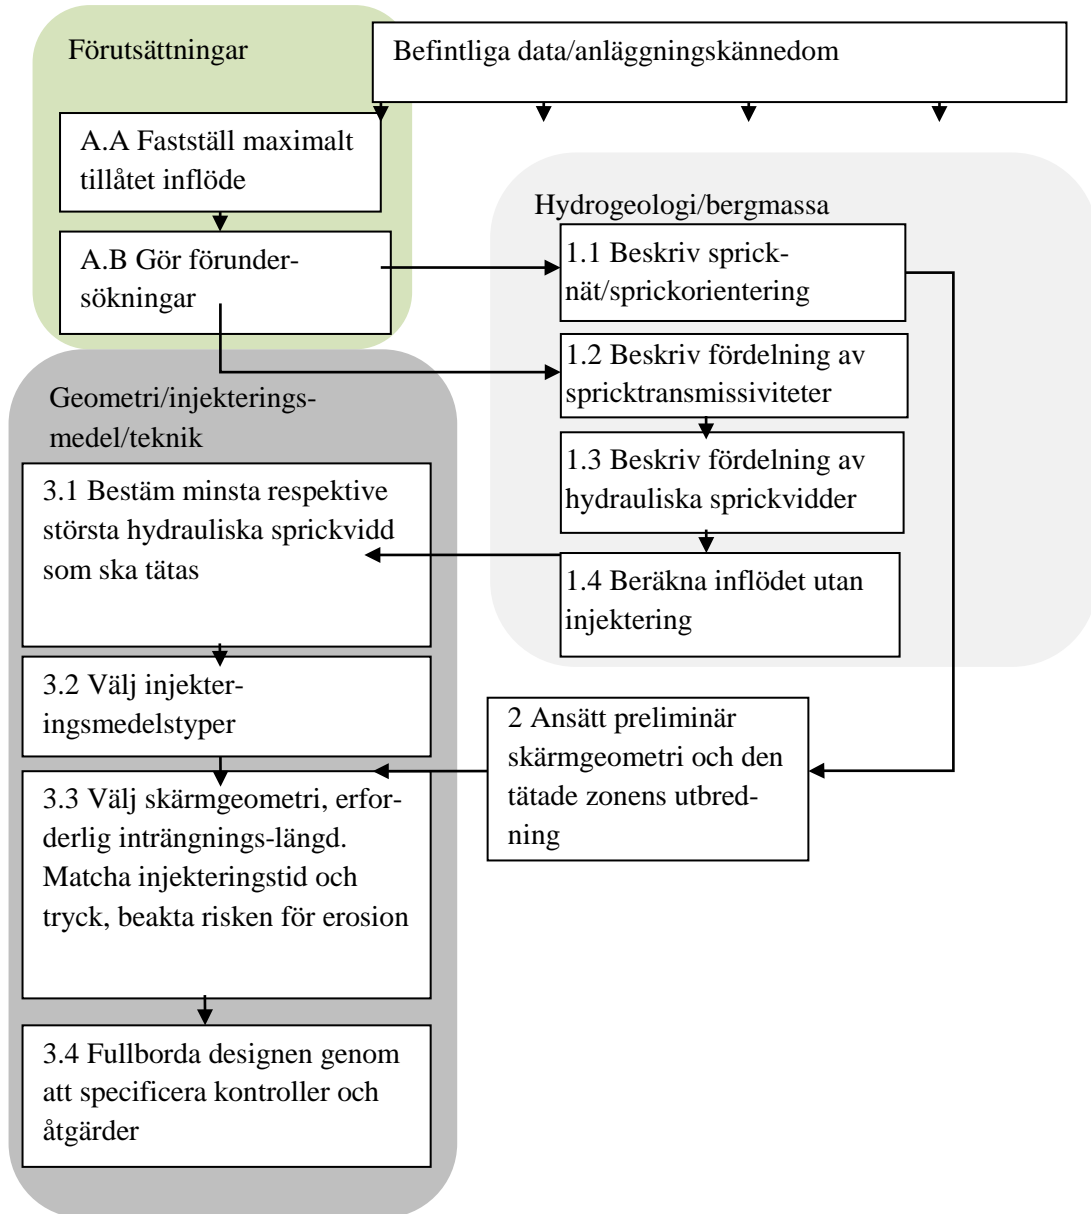 Förutsättningar
Befintliga data/anläggningskännedom
A.A Fastställ maximalt
tillåtet inflöde
A.B Gör förunder-
sökningar
Hydrogeologi/bergmassa
1.1 Beskriv sprick-
nät/sprickorientering
1.2 Beskriv fördelning av
spricktransmissiviteter
1.3 Beskriv fördelning av
hydrauliska sprickvidder
1.4 Beräkna inflödet utan
injektering
Geometri/injekterings-
medel/teknik
3.1 Bestäm minsta respektive
största hydrauliska sprickvidd
som ska tätas
3.2 Välj injekter-
ingsmedelstyper
2 Ansätt preliminär
skärmgeometri och den
tätade zonens utbred-
ning
3.3 Välj skärmgeometri, erfor-
derlig inträngnings-längd.
Matcha injekteringstid och
tryck, beakta risken för erosion
3.4 Fullborda designen genom
att specificera kontroller och
åtgärder